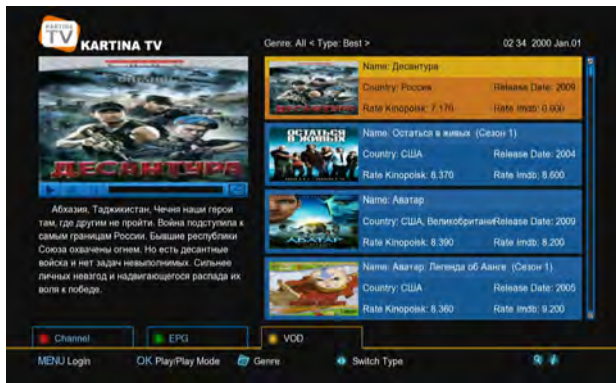 KARTINA
TV
KARTINA TV
Genre: All < Type: Best >
02 34 2000 Jan.01
ДЕСАНТУРА
Абхазия, Таджикистан, Чечня наши герои
там, где другим не пройти. Война подступила к
самым границам России. Бывшие республики
Союза охвачены огнем. Но есть десантные
войска и нет задач невыполнимых. Сильнее
личных невзгод и надвигающегося распада их
воля к победе.
ДЕСАНТУРА
Name: Десантура
Country: Россия Release Date: 2009
Rate Kinopoisk: 7.170 Rate Imdb: 0.000
ОСТАТЬСЯ
В ЖИВЫХ
Name: Остаться в живых (Сезон 1)
Country: США Release Date: 2004
Rate Kinopoisk: 8.370 Rate Imdb: 8.600
АВАТАР
Name: Аватар
Country: США, Великобритани Release Date: 2009
Rate Kinopoisk: 8.390 Rate Imdb: 8.200
Name: Аватар: Легенда об Аанге (Сезон 1)
Country: США Release Date: 2005
Rate Kinopoisk: 8.360 Rate Imdb: 9.200
Channel EPG VOD
MENU Login OK Play/Play Mode Genre Switch Type